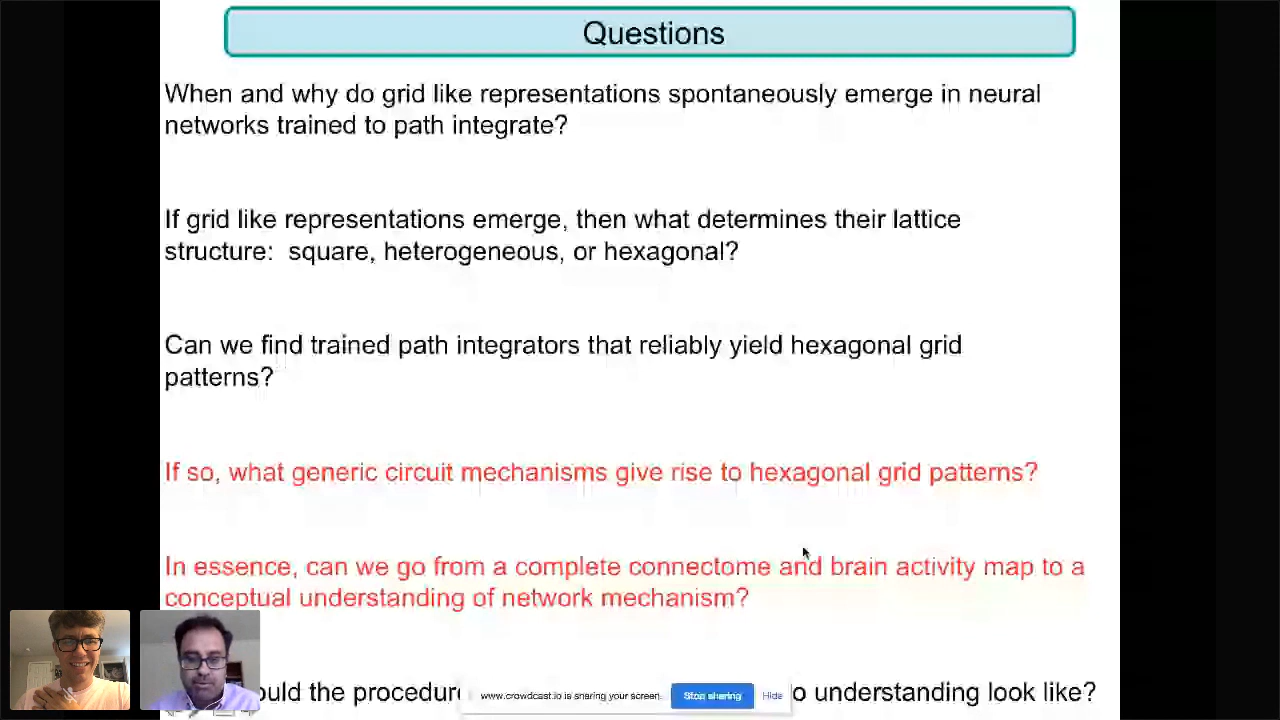 Questions
When and why do grid like representations spontaneously emerge in neural
networks trained to path integrate?
If grid like representations emerge, then what determines their lattice
structure: square, heterogeneous, or hexagonal?
Can we find trained path integrators that reliably yield hexagonal grid
patterns?
If so, what generic circuit mechanisms give rise to hexagonal grid patterns?
In essence, can we go from a complete connectome and brain activity map to a
conceptual understanding of network mechanism?
the understanding look like?
www.crowdcast.io is sharing your screen. Stop sharing Hide